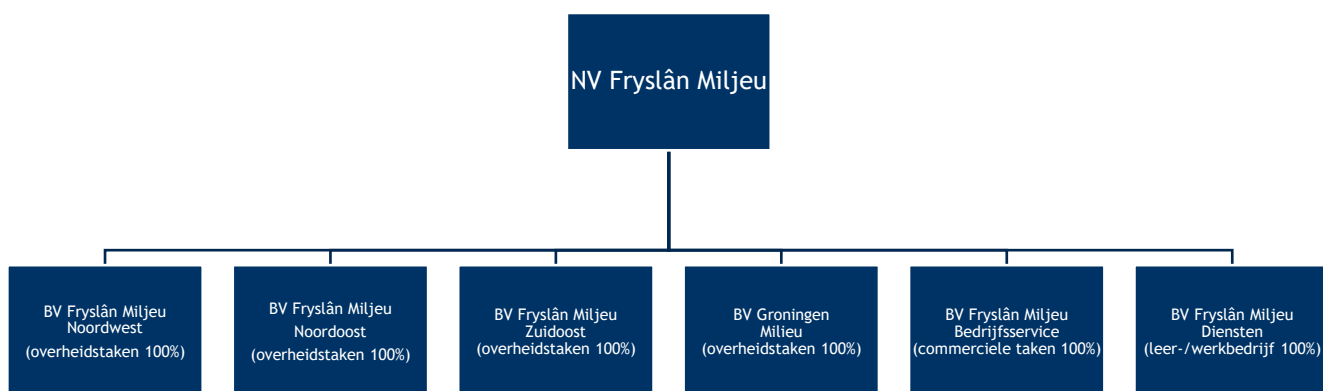 NV Fryslân Miljeu
BV Fryslân Miljeu
Noordwest
(overheidstaken 100%)
BV Fryslân Miljeu
Noordoost
(overheidstaken 100%)
BV Fryslân Miljeu
Zuidoost
(overheidstaken 100%)
BV Groningen
Milieu
(overheidstaken 100%)
BV Fryslân Miljeu
Bedrijfsservice
(commerciele taken 100%)
BV Fryslân Miljeu
Diensten
(leer-/werkbedrijf 100%)